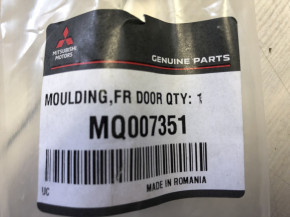 MITSUBISHI
MOTORS
GENUINE PARTS
MOULDING,FR DOOR QTY: 1
MQ007351
MADE IN ROMANIA